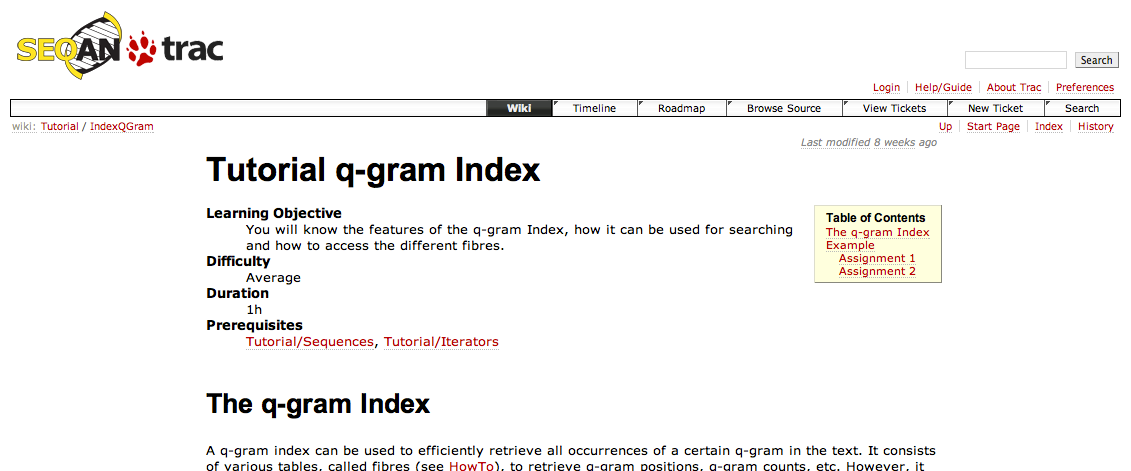 SEQAN trac
Search
Login Help/Guide About Trac Preferences
Wiki Timeline Roadmap Browse Source View Tickets New Ticket Search
wiki: Tutorial / IndexQGram
Up Start Page Index History
Last modified 8 weeks ago
Tutorial q-gram Index
Learning Objective
You will know the features of the q-gram Index, how it can be used for searching
and how to access the different fibres.
Difficulty
Average
Duration
1h
Prerequisites
Tutorial/Sequences, Tutorial/Iterators
Table of Contents
The q-gram Index
Example
Assignment 1
Assignment 2
The q-gram Index
A q-gram index can be used to efficiently retrieve all occurrences of a certain q-gram in the text. It consists
of various tables, called fibres (see HowTo), to retrieve q-gram positions, q-gram counts, etc. However, it